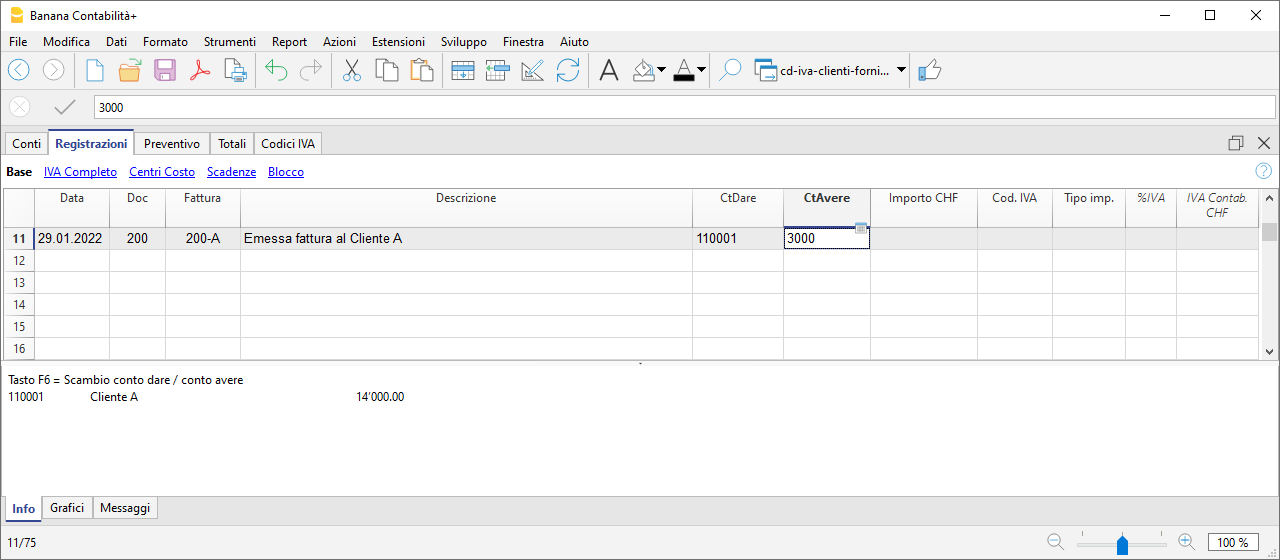 Banana Contabilità+
File Modifica Dati Formato Strumenti Report Azioni Estensioni Sviluppo Finestra Aiuto
cd-iva-clienti-forni...
3000
Conti Registrazioni Preventivo Totali Codici IVA
Base IVA Completo Centri Costo Scadenze Blocco
Data Doc Fattura Descrizione CtDare CtAvere Importo CHF Cod. IVA Tipo imp. %IVA IVA Contab.
CHF
11 29.01.2022 200 200-A Emessa fattura al Cliente A 110001 3000
12
13
14
15
16
Tasto F6 = Scambio conto dare / conto avere
110001 Cliente A 14'000.00
Info Grafici Messaggi
11/75 100 %